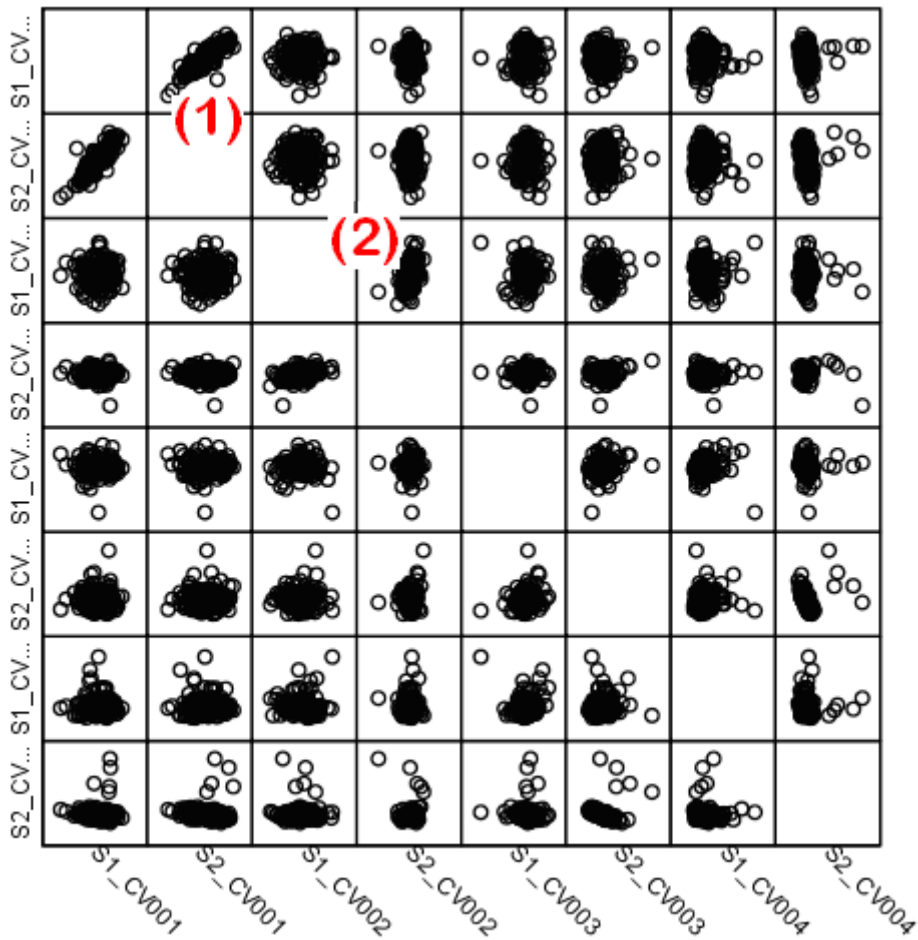 S1_CV...
(1)
S2_CV...
(2)
S1_CV...
S2_CV...
S1_CV...
S2_CV...
S1_CV...
S2_CV...
S1_CV001
S2_CV001
S1_CV002
S2_CV002
S1_CV003
S2_CV003
S1_CV004
S2_CV004